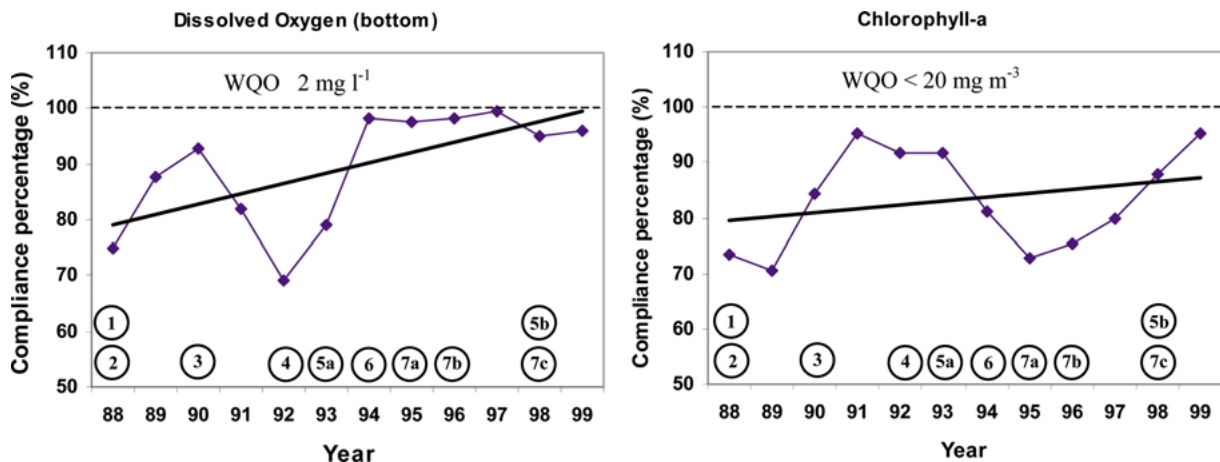 Dissolved Oxygen (bottom)
Compliance percentage (%)
110
100
90
80
70
60
50
WQO 2 mg l-1
1
2
3
4
5a
6
7a
7b
5b
7c
88 89 90 91 92 93 94 95 96 97 98 99
Year
Chlorophyll-a
Compliance percentage (%)
110
100
90
80
70
60
50
WQO < 20 mg m-3
1
2
3
4
5a
6
7a
7b
5b
7c
88 89 90 91 92 93 94 95 96 97 98 99
Year